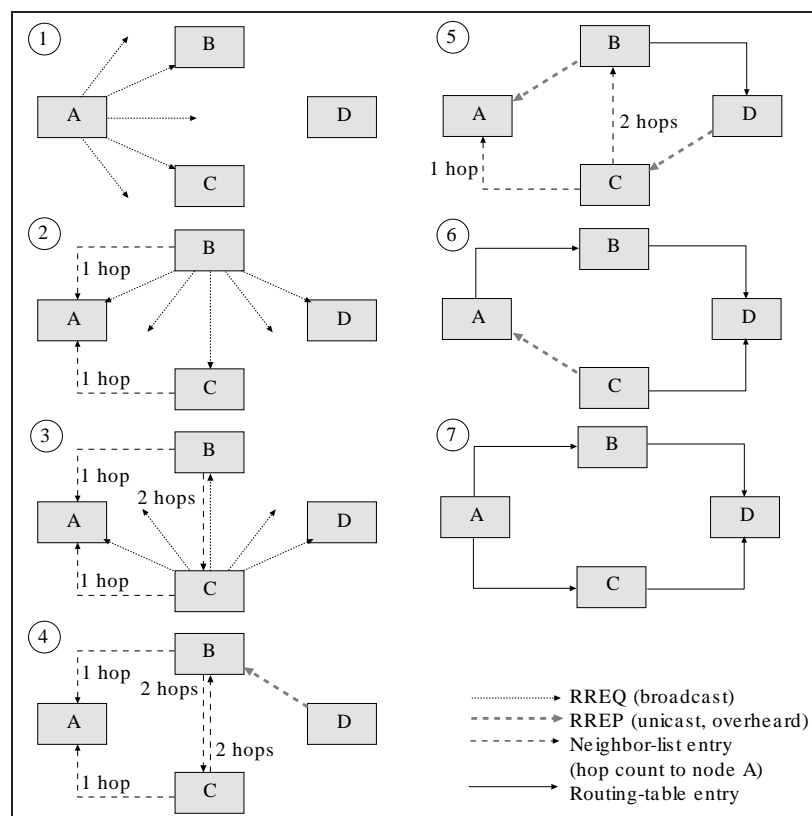 1
B
A
D
C
2
B
1 hop
A
D
1 hop
C
3
B
1 hop
2 hops
A
D
1 hop
C
4
B
1 hop
2 hops
A
D
2 hops
1 hop
C
5
B
A
D
2 hops
1 hop
C
6
B
A
D
C
7
B
A
D
C
RREQ (broadcast)
RREP (unicast, overheard)
Neighbor-list entry
(hop count to node A)
Routing-table entry